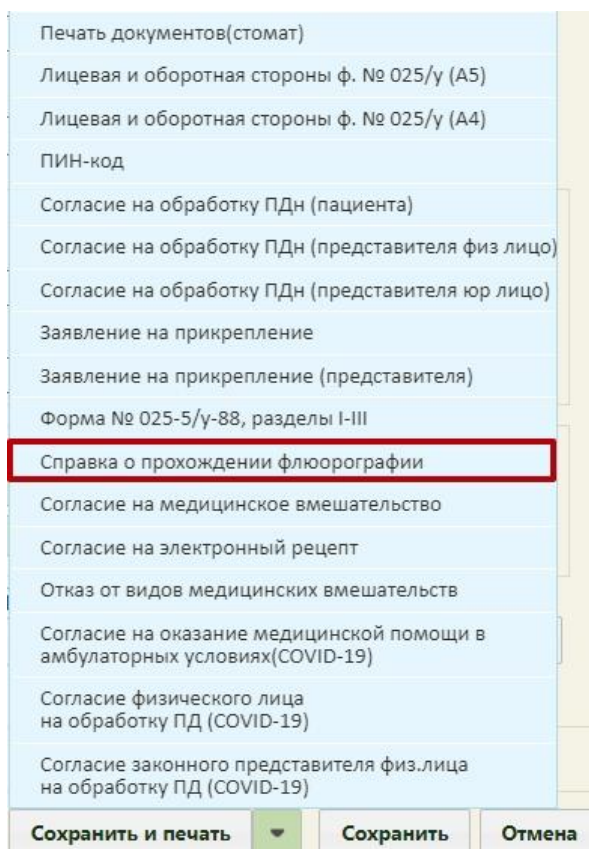 Печать документов(стомат)
Лицевая и оборотная стороны ф. № 025/у (А5)
Лицевая и оборотная стороны ф. № 025/у (А4)
ПИН-код
Согласие на обработку ПДн (пациента)
Согласие на обработку ПДн (представителя физ лицо)
Согласие на обработку ПДн (представителя юр лицо)
Заявление на прикрепление
Заявление на прикрепление (представителя)
Форма № 025-5/у-88, разделы I-III
Справка о прохождении флюорографии
Согласие на медицинское вмешательство
Согласие на электронный рецепт
Отказ от видов медицинских вмешательств
Согласие на оказание медицинской помощи в
амбулаторных условиях(COVID-19)
Согласие физического лица
на обработку ПД (COVID-19)
Согласие законного представителя физ.лица
на обработку ПД (COVID-19)
Сохранить и печать Сохранить Отмена